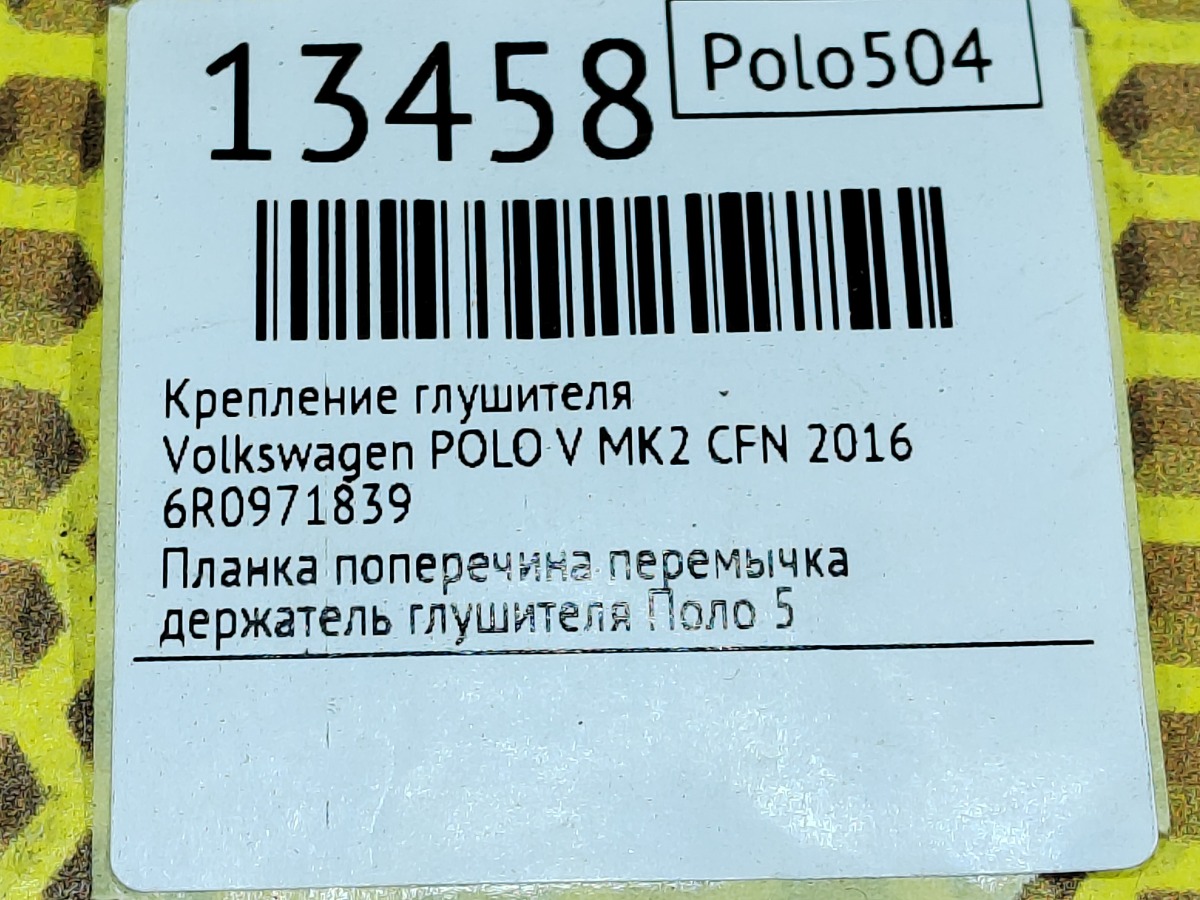 13458
Polo504
Крепление глушителя
Volkswagen POLO V MK2 CFN 2016
6R0971839
Планка поперечина перемычка
держатель глушителя Поло 5